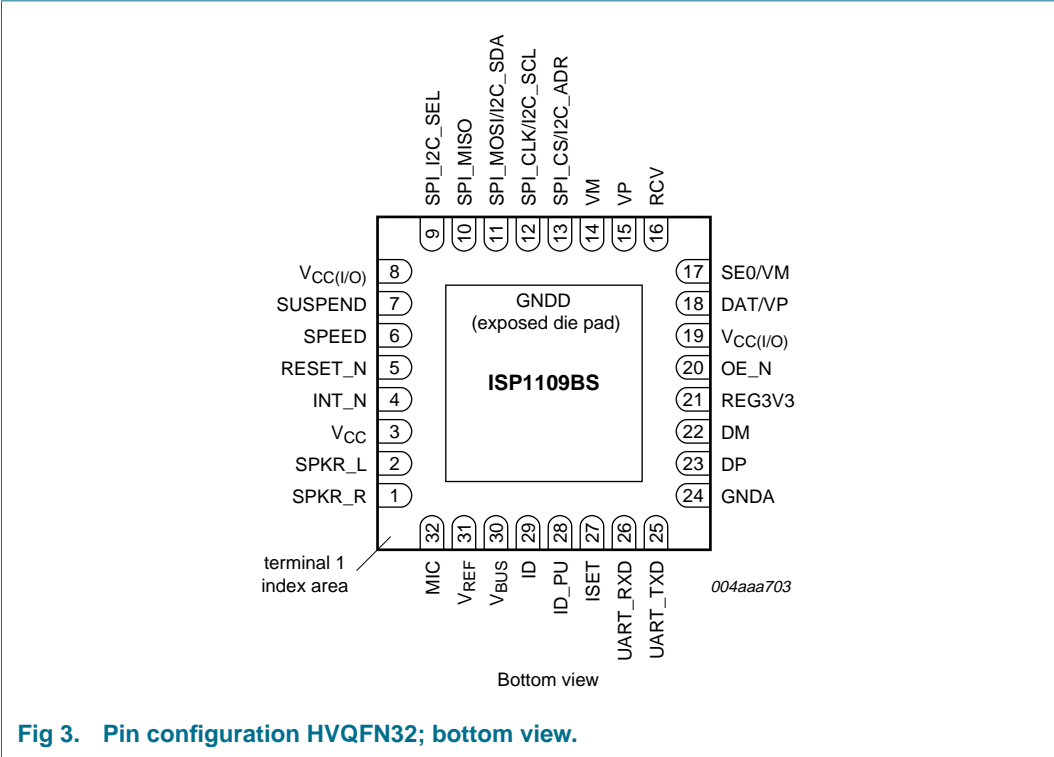 SPI_I2C_SEL
SPI_MISO
SPI_MOSI/I2C_SDA
SPI_CLK/I2C_SCL
SPI_CS/I2C_ADR
VM
VP
RCV
9
10
11
12
13
14
15
16
VCC(I/O) 8
SUSPEND 7
SPEED 6
RESET_N 5
INT_N 4
VCC 3
SPKR_L 2
SPKR_R 1
GNDD
(exposed die pad)
ISP1109BS
17 SE0/VM
18 DAT/VP
19 VCC(I/O)
20 OE_N
21 REG3V3
22 DM
23 DP
24 GNDA
32
31
30
29
28
27
26
25
terminal 1
index area
MIC
VREF
VBUS
ID
ID_PU
ISET
UART_RXD
UART_TXD
004aaa703
Bottom view
Fig 3. Pin configuration HVQFN32; bottom view.